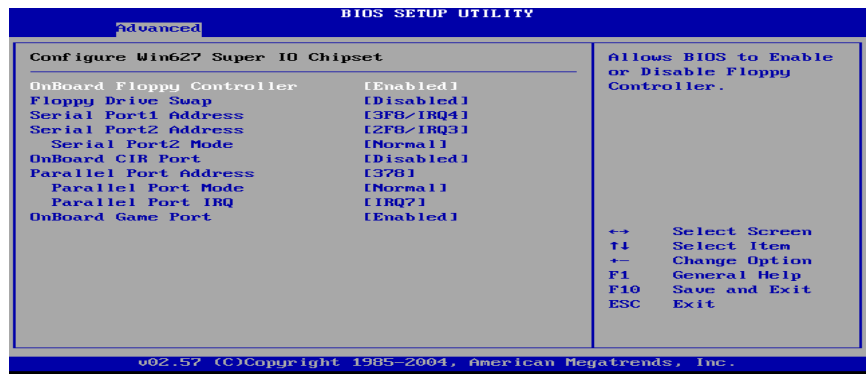 BIOS SETUP UTILITY
Advanced
Configure Win627 Super IO Chipset
OnBoard Floppy Controller [Enabled]
Floppy Drive Swap [Disabled]
Serial Port1 Address [3F8/IRQ4]
Serial Port2 Address [2F8/IRQ3]
Serial Port2 Mode [Normal]
OnBoard CIR Port [Disabled]
Parallel Port Address [378]
Parallel Port Mode [Normal]
Parallel Port IRQ [IRQ7]
OnBoard Game Port [Enabled]
Allows BIOS to Enable
or Disable Floppy
Controller.
↔ Select Screen
↑↓ Select Item
+- Change Option
F1 General Help
F10 Save and Exit
ESC Exit
v02.57 (C)Copyright 1985-2004, American Megatrends, Inc.